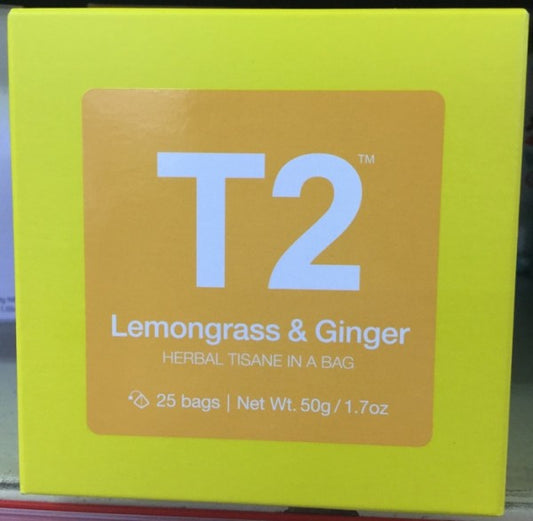 T2™
Lemongrass & Ginger
HERBAL TISANE IN A BAG
25 bags | Net Wt. 50g / 1.7oz